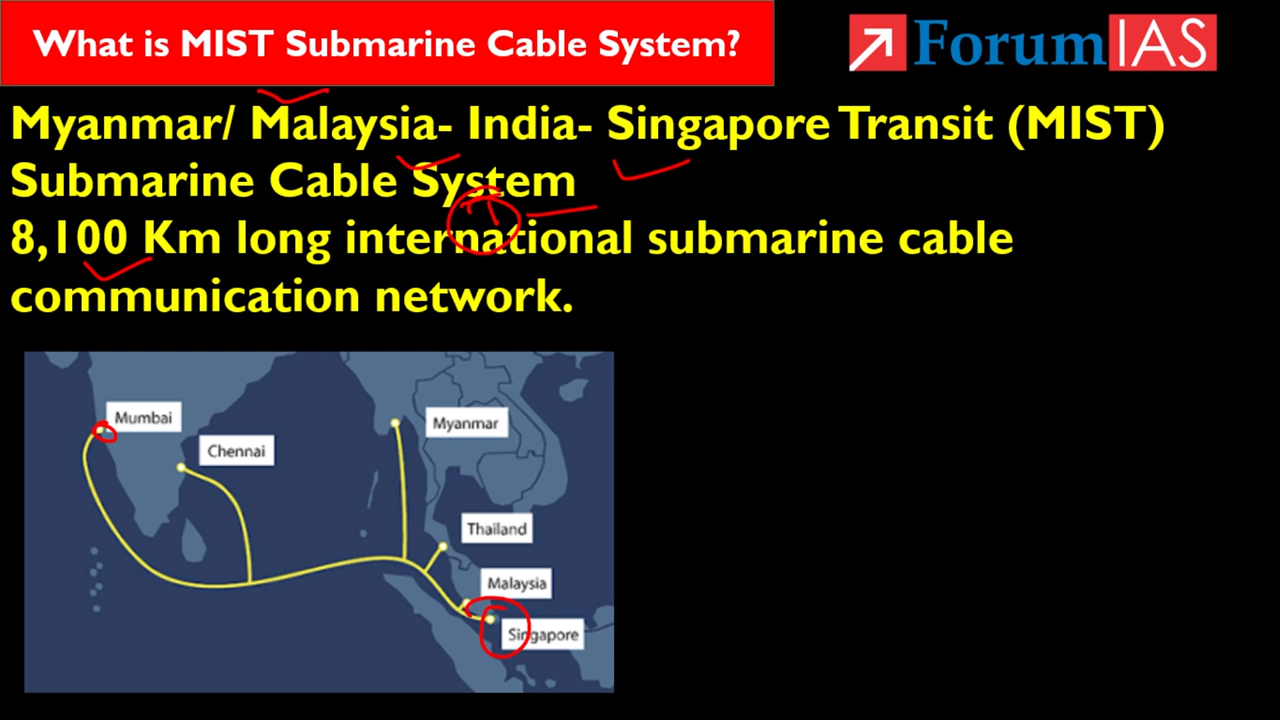 What is MIST Submarine Cable System?
ForumIAS
Myanmar/ Malaysia- India- Singapore Transit (MIST)
Submarine Cable System
8,100 Km long international submarine cable
communication network.
Mumbai
Myanmar
Chennai
Thailand
Malaysia
Singapore